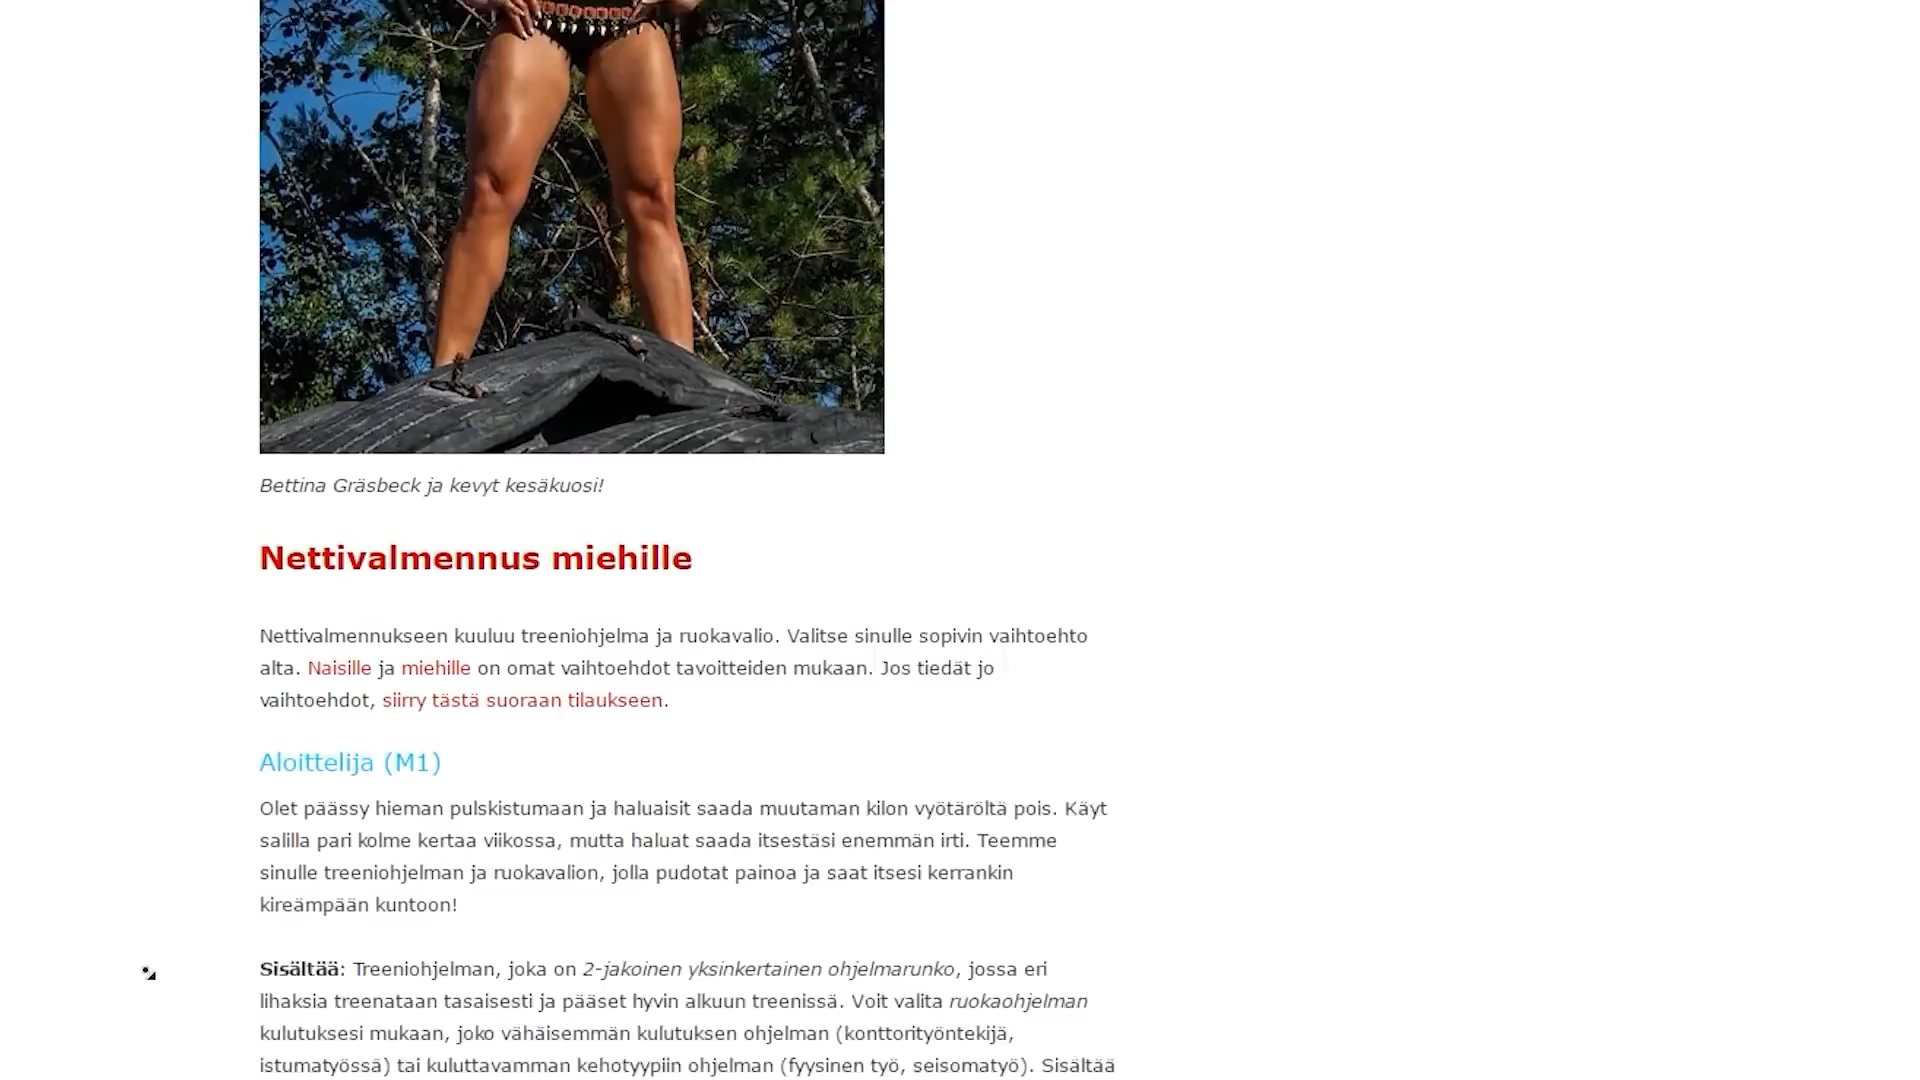 Bettina Gräsbeck ja kevyt kesäkuosi!
Nettivalmennus miehille
Nettivalmennukseen kuuluu treeniohjelma ja ruokavalio. Valitse sinulle sopivin vaihtoehto
alta. Naisille ja miehille on omat vaihtoehdot tavoitteiden mukaan. Jos tiedät jo
vaihtoehdot, siirry tästä suoraan tilaukseen.
Aloittelija (M1)
Olet päässy hieman pulskistumaan ja haluaisit saada muutaman kilon vyötäröltä pois. Käyt
salilla pari kolme kertaa viikossa, mutta haluat saada itsestäsi enemmän irti. Teemme
sinulle treeniohjelman ja ruokavalion, jolla pudotat painoa ja saat itsesi kerrankin
kireämpään kuntoon!
Sisältää: Treeniohjelman, joka on 2-jakoinen yksinkertainen ohjelmarunko, jossa eri
lihaksia treenataan tasaisesti ja pääset hyvin alkuun treenissä. Voit valita ruokaohjelman
kulutuksesi mukaan, joko vähäisemmän kulutuksen ohjelman (konttorityöntekijä,
istumatyössä) tai kuluttavamman kehotyypiin ohjelman (fyysinen työ, seisomatyö). Sisältää